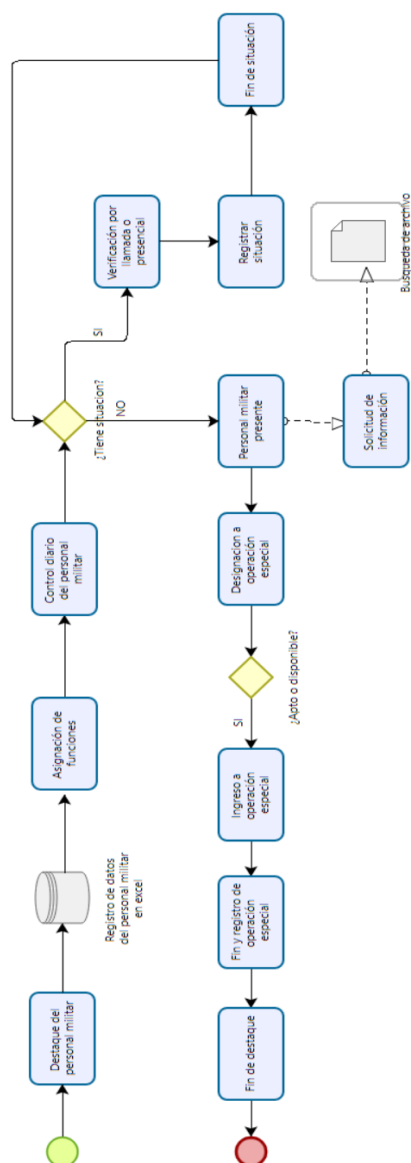 Destaque del
personal militar
Registro de datos
del personal militar
en excel
Asignación de
funciones
Control diario
del personal
militar
¿Tiene situacion?
SI
NO
Verificación por
llamada o
presencial
Registrar
situación
Fin de situación
Personal militar
presente
Solicitud de
información
Busqueda de archivo
Designacion a
operación
especial
¿Apto o disponible?
SI
Ingreso a
operación
especial
Fin y registro de
operación
especial
Fin de destaque